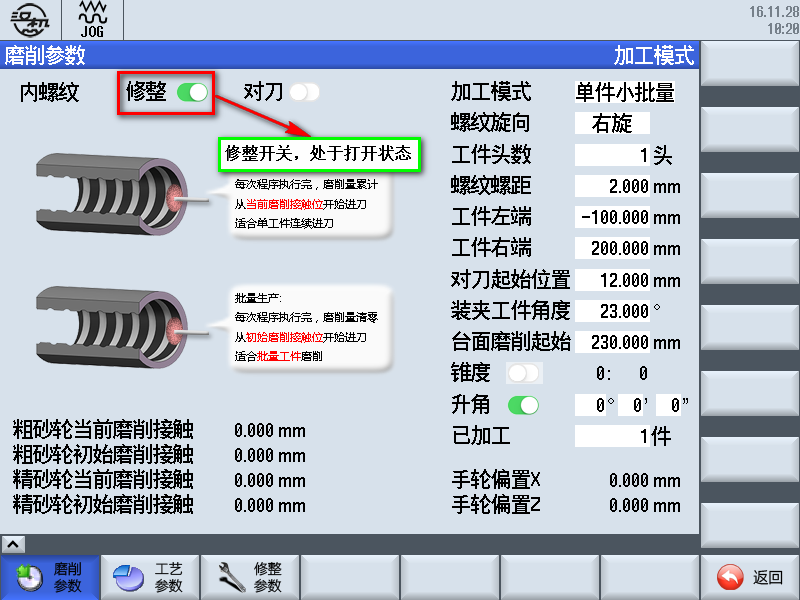 汉机
JOG
16.11.28
10:20
磨削参数
加工模式
内螺纹
修整
对刀
修整开关，处于打开状态
每次程序执行完，磨削量累计
从当前磨削接触位开始进刀
适合单工件连续进刀
批量生产:
每次程序执行完，磨削量清零
从初始磨削接触位开始进刀
适合批量工件磨削
加工模式 单件小批量
螺纹旋向 右旋
工件头数 1 头
螺纹螺距 2.000 mm
工件左端 -100.000 mm
工件右端 200.000 mm
对刀起始位置 12.000 mm
装夹工件角度 23.000 °
台面磨削起始 230.000 mm
锥度 0: 0
升角 0° 0' 0"
已加工 1件
粗砂轮当前磨削接触 0.000 mm
粗砂轮初始磨削接触 0.000 mm
精砂轮当前磨削接触 0.000 mm
精砂轮初始磨削接触 0.000 mm
手轮偏置X 0.000 mm
手轮偏置Z 0.000 mm
磨削
参数
工艺
参数
修整
参数
返回